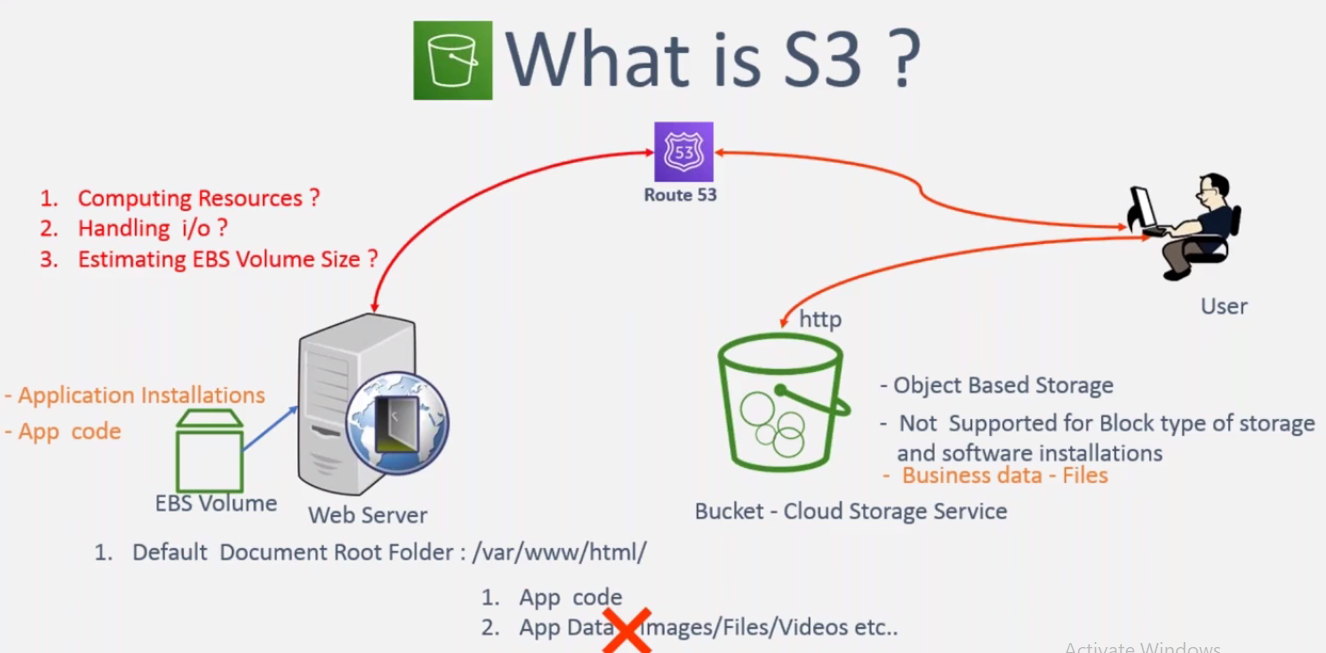 What is S3 ?
53
Route 53
1. Computing Resources ?
2. Handling i/o ?
3. Estimating EBS Volume Size ?
User
http
- Application Installations
- App code
EBS Volume
Web Server
- Object Based Storage
- Not Supported for Block type of storage
and software installations
- Business data - Files
Bucket - Cloud Storage Service
1. Default Document Root Folder : /var/www/html/
1. App code
2. App Data Images/Files/Videos etc..
Activate Windows